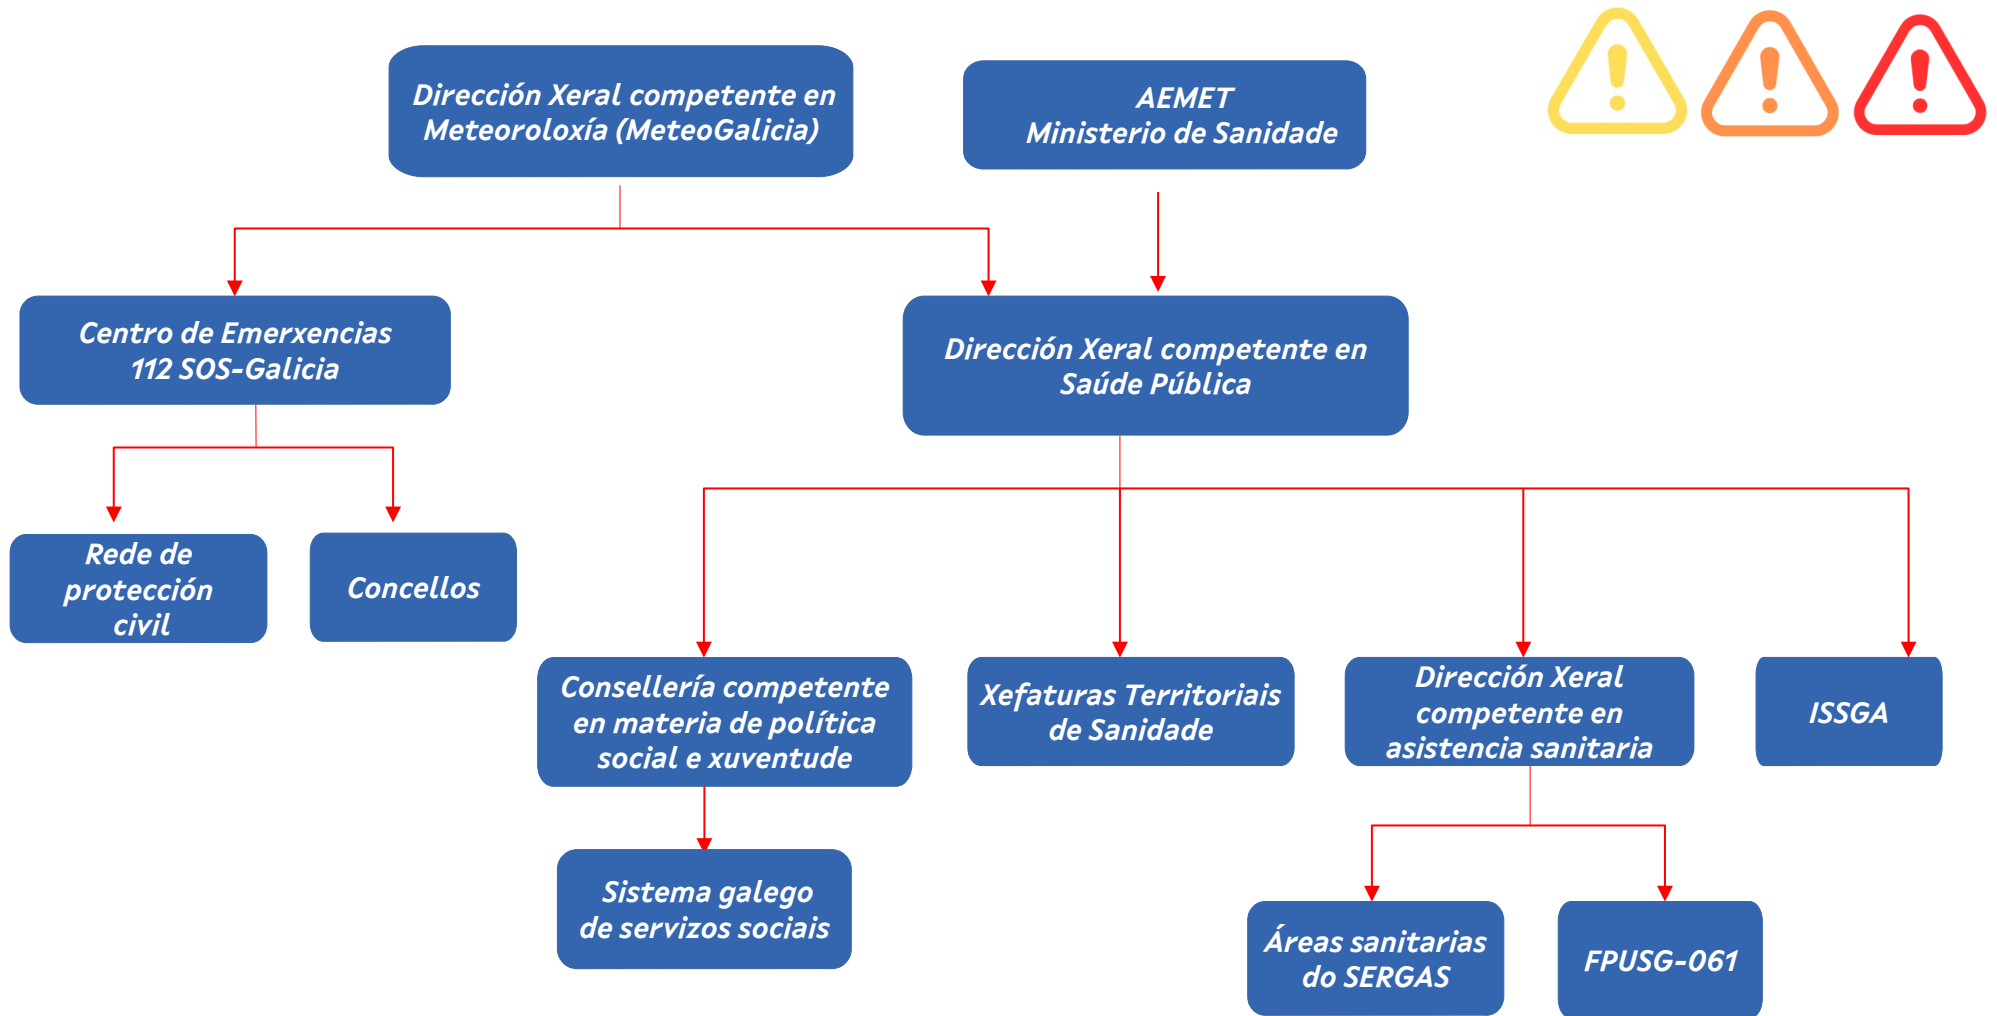 Dirección Xeral competente en
Meteoroloxía (MeteoGalicia)
AEMET
Ministerio de Sanidade
Centro de Emerxencias
112 SOS-Galicia
Dirección Xeral competente en
Saúde Pública
Rede de
protección
civil
Concellos
Consellería competente
en materia de política
social e xuventude
Xefaturas Territoriais
de Sanidade
Dirección Xeral
competente en
asistencia sanitaria
ISSGA
Sistema galego
de servizos sociais
Áreas sanitarias
do SERGAS
FPUSG-061